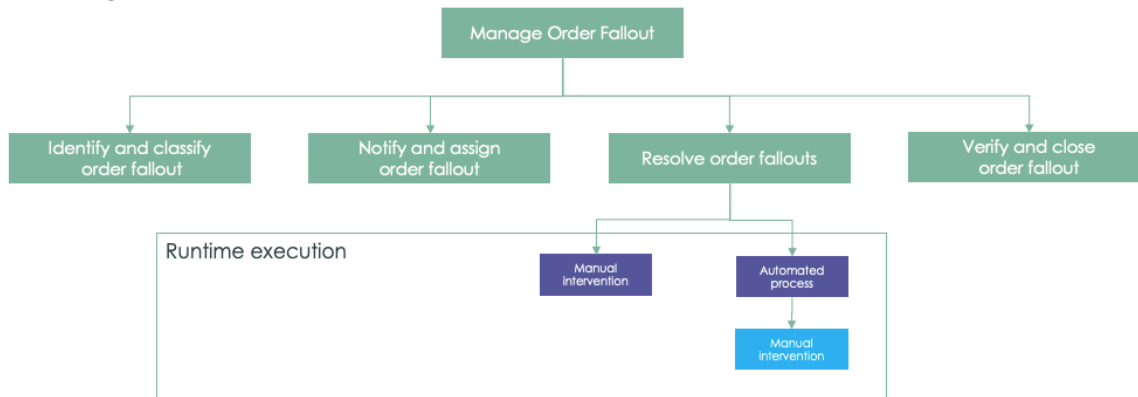 Manage Order Fallout
Identify and classify
order fallout
Notify and assign
order fallout
Resolve order fallouts
Verify and close
order fallout
Runtime execution
Manual
intervention
Automated
process
Manual
intervention